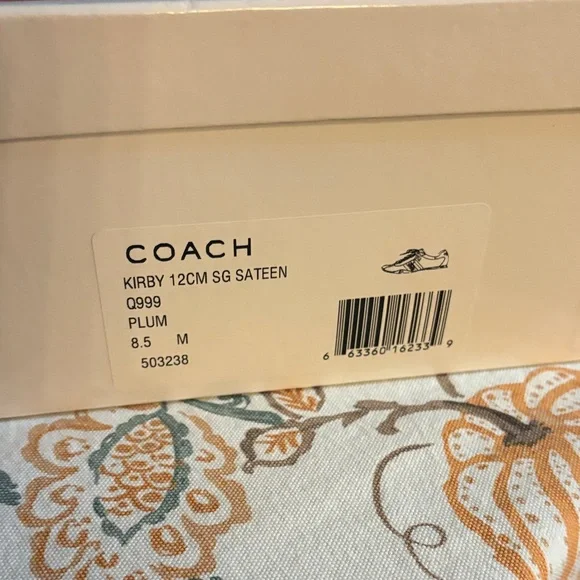 COACH
KIRBY 12CM SG SATEEN
Q999
PLUM
8.5 M
503238
6 63360 16233 9